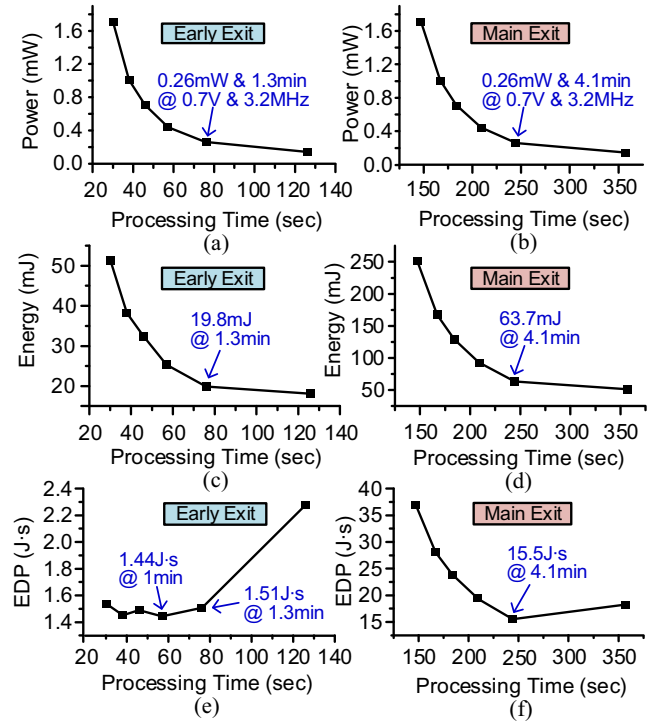 Power (mW)
1.6
1.2
0.8
0.4
0.0
Early Exit
0.26mW & 1.3min
@ 0.7V & 3.2MHz
20 40 60 80 100 120 140
Processing Time (sec)
(a)
Power (mW)
1.6
1.2
0.8
0.4
0.0
Main Exit
0.26mW & 4.1min
@ 0.7V & 3.2MHz
150 200 250 300 350
Processing Time (sec)
(b)
Energy (mJ)
50
40
30
20
Early Exit
19.8mJ
@ 1.3min
20 40 60 80 100 120 140
Processing Time (sec)
(c)
Energy (mJ)
250
200
150
100
50
Main Exit
63.7mJ
@ 4.1min
150 200 250 300 350
Processing Time (sec)
(d)
EDP (J·s)
2.4
2.2
2.0
1.8
1.6
1.4
Early Exit
1.44J·s
@ 1min
1.51J·s
@ 1.3min
20 40 60 80 100 120 140
Processing Time (sec)
(e)
EDP (J·s)
40
35
30
25
20
15
Main Exit
15.5J·s
@ 4.1min
150 200 250 300 350
Processing Time (sec)
(f)